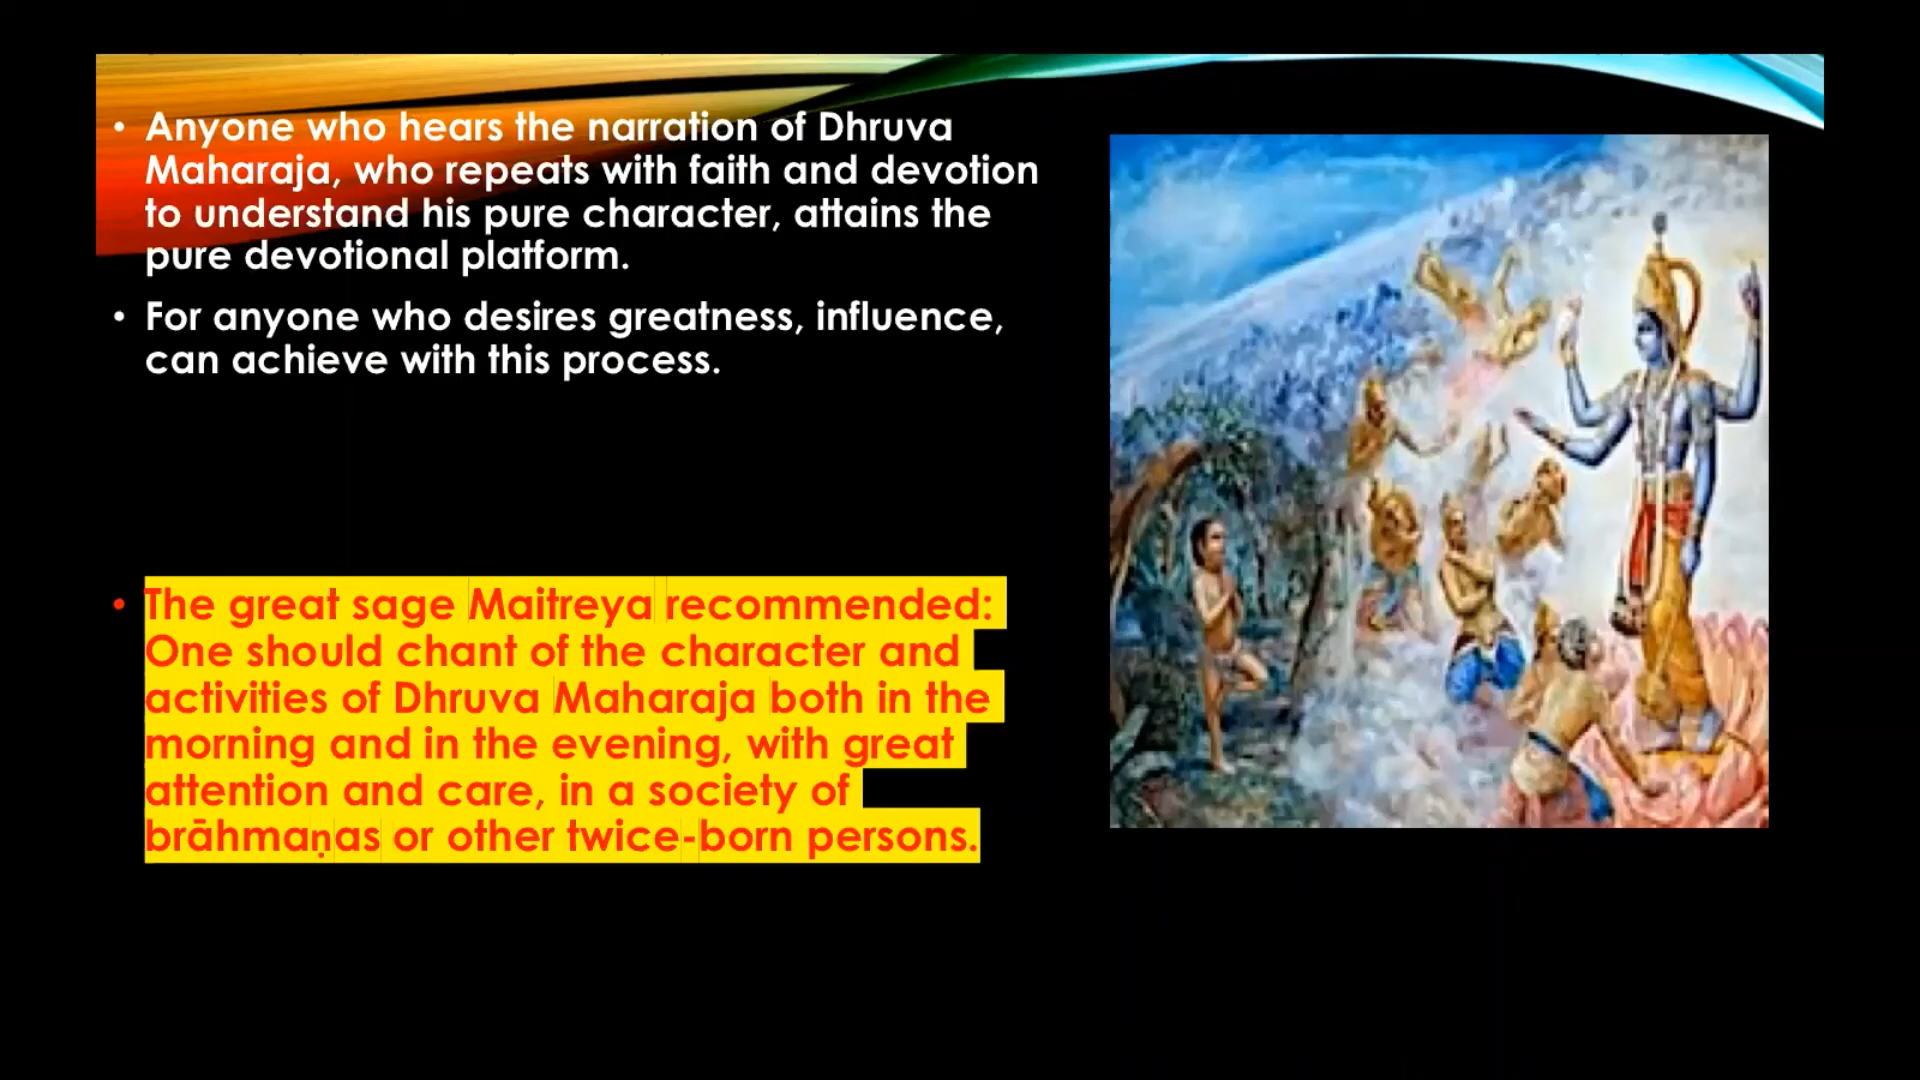 • Anyone who hears the narration of Dhruva
Maharaja, who repeats with faith and devotion
to understand his pure character, attains the
pure devotional platform.
• For anyone who desires greatness, influence,
can achieve with this process.
• The great sage Maitreya recommended:
One should chant of the character and
activities of Dhruva Maharaja both in the
morning and in the evening, with great
attention and care, in a society of
brāhmaṇas or other twice-born persons.